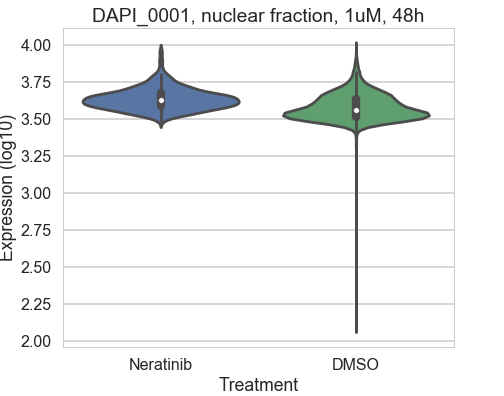 DAPI_0001, nuclear fraction, 1uM, 48h
4.00
3.75
3.50
3.25
3.00
2.75
2.50
2.25
2.00
Expression (log10)
Neratinib
DMSO
Treatment